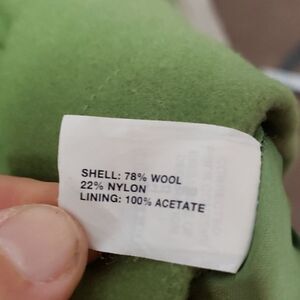 SHELL: 78% WOOL
22% NYLON
LINING: 100% ACETATE